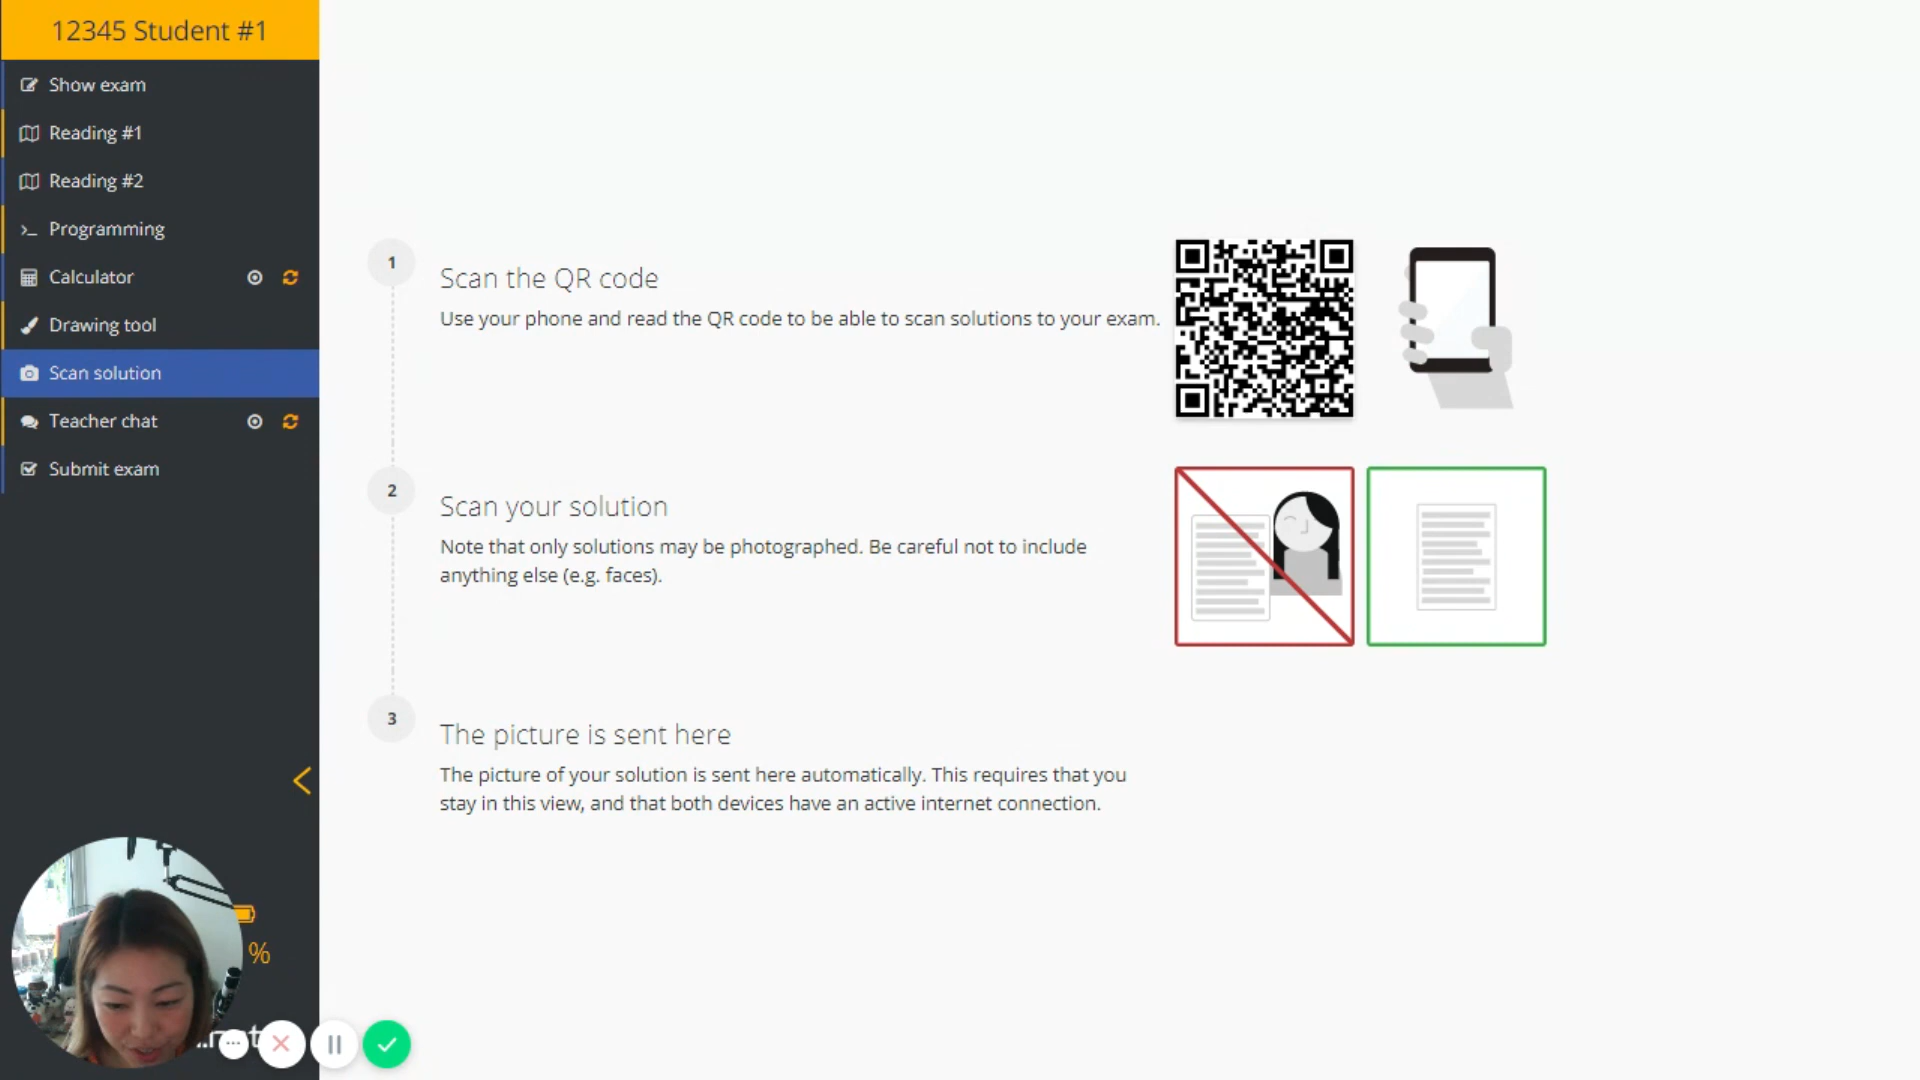 12345 Student #1
Show exam
Reading #1
Reading #2
Programming
Calculator
Drawing tool
Scan solution
Teacher chat
Submit exam
1
Scan the QR code
Use your phone and read the QR code to be able to scan solutions to your exam.
2
Scan your solution
Note that only solutions may be photographed. Be careful not to include
anything else (e.g. faces).
3
The picture is sent here
The picture of your solution is sent here automatically. This requires that you
stay in this view, and that both devices have an active internet connection.
%